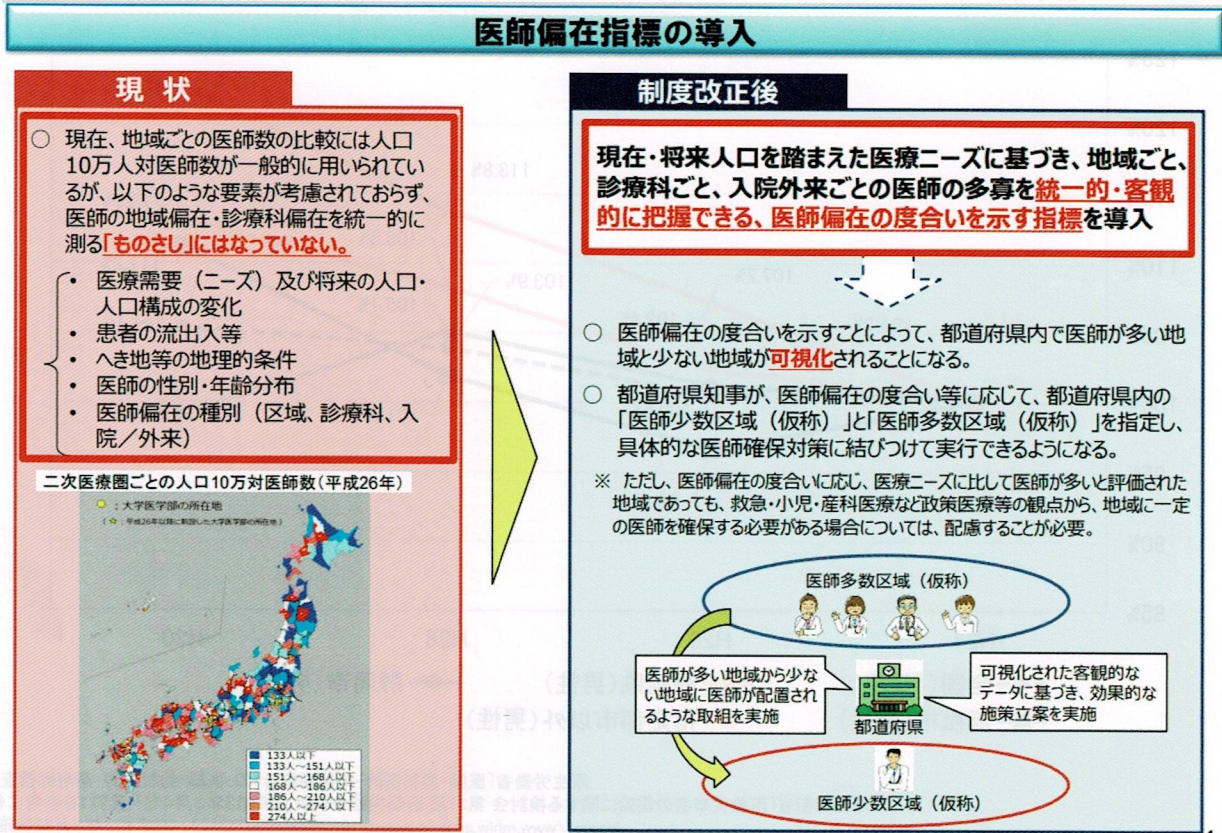 医師偏在指標の導入
現 状
○ 現在、地域ごとの医師数の比較には人口
10万人対医師数が一般的に用いられてい
るが、以下のような要素が考慮されておらず、
医師の地域偏在・診療科偏在を統一的に
測る「ものさし」にはなっていない。
• 医療需要（ニーズ）及び将来の人口・
人口構成の変化
• 患者の流出入等
• へき地等の地理的条件
• 医師の性別・年齢分布
• 医師偏在の種別（区域、診療科、入
院／外来）
二次医療圏ごとの人口10万対医師数（平成26年）
：大学医学部の所在地
（☆：平成26年以降に新設した大学医学部の所在地）
133人以下
133人～151人以下
151人～168人以下
168人～186人以下
186人～210人以下
210人～274人以下
274人以上
制度改正後
現在・将来人口を踏まえた医療ニーズに基づき、地域ごと、
診療科ごと、入院外来ごとの医師の多寡を統一的・客観
的に把握できる、医師偏在の度合いを示す指標を導入
○ 医師偏在の度合いを示すことによって、都道府県内で医師が多い地
域と少ない地域が可視化されることになる。
○ 都道府県知事が、医師偏在の度合い等に応じて、都道府県内の
「医師少数区域（仮称）」と「医師多数区域（仮称）」を指定し、
具体的な医師確保対策に結びつけて実行できるようになる。
※ ただし、医師偏在の度合いに応じ、医療ニーズに比して医師が多いと評価された
地域であっても、救急・小児・産科医療など政策医療等の観点から、地域に一定
の医師を確保する必要がある場合については、配慮することが必要。
医師多数区域（仮称）
医師が多い地域から少な
い地域に医師が配置され
るような取組を実施
都道府県
可視化された客観的な
データに基づき、効果的な
施策立案を実施
医師少数区域（仮称）